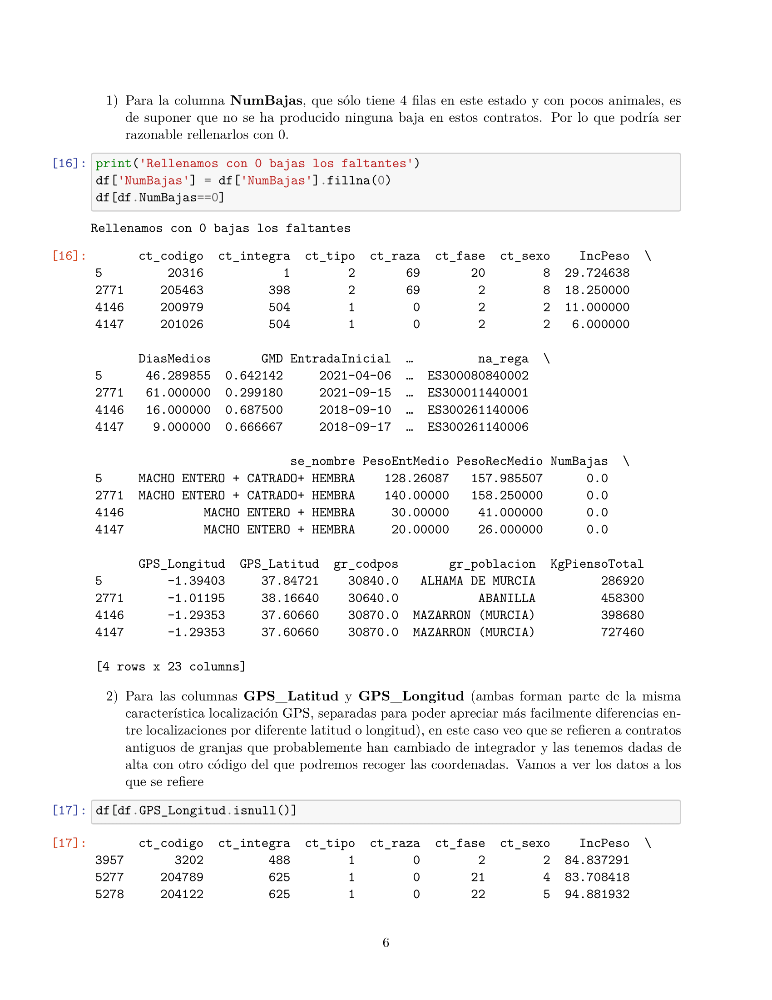 1) Para la columna NumBajas, que sólo tiene 4 filas en este estado y con pocos animales, es
de suponer que no se ha producido ninguna baja en estos contratos. Por lo que podría ser
razonable rellenarlos con 0.
[16]: print('Rellenamos con 0 bajas los faltantes')
df['NumBajas'] = df['NumBajas'].fillna(0)
df[df.NumBajas==0]
Rellenamos con 0 bajas los faltantes
[16]: ct_codigo ct_integra ct_tipo ct_raza ct_fase ct_sexo IncPeso \
5 20316 1 2 69 20 8 29.724638
2771 205463 398 2 69 2 8 18.250000
4146 200979 504 1 0 2 2 11.000000
4147 201026 504 1 0 2 2 6.000000
DiasMedios GMD EntradaInicial … na_rega \
5 46.289855 0.642142 2021-04-06 … ES300080840002
2771 61.000000 0.299180 2021-09-15 … ES300011440001
4146 16.000000 0.687500 2018-09-10 … ES300261140006
4147 9.000000 0.666667 2018-09-17 … ES300261140006
se_nombre PesoEntMedio PesoRecMedio NumBajas \
5 MACHO ENTERO + CATRADO+ HEMBRA 128.26087 157.985507 0.0
2771 MACHO ENTERO + CATRADO+ HEMBRA 140.00000 158.250000 0.0
4146 MACHO ENTERO + HEMBRA 30.00000 41.000000 0.0
4147 MACHO ENTERO + HEMBRA 20.00000 26.000000 0.0
GPS_Longitud GPS_Latitud gr_codpos gr_poblacion KgPiensoTotal
5 -1.39403 37.84721 30840.0 ALHAMA DE MURCIA 286920
2771 -1.01195 38.16640 30640.0 ABANILLA 458300
4146 -1.29353 37.60660 30870.0 MAZARRON (MURCIA) 398680
4147 -1.29353 37.60660 30870.0 MAZARRON (MURCIA) 727460
[4 rows x 23 columns]
2) Para las columnas GPS_Latitud y GPS_Longitud (ambas forman parte de la misma
característica localización GPS, separadas para poder apreciar más facilmente diferencias en-
tre localizaciones por diferente latitud o longitud), en este caso veo que se refieren a contratos
antiguos de granjas que probablemente han cambiado de integrador y las tenemos dadas de
alta con otro código del que podremos recoger las coordenadas. Vamos a ver los datos a los
que se refiere
[17]: df[df.GPS_Longitud.isnull()]
[17]: ct_codigo ct_integra ct_tipo ct_raza ct_fase ct_sexo IncPeso \
3957 3202 488 1 0 2 2 84.837291
5277 204789 625 1 0 21 4 83.708418
5278 204122 625 1 0 22 5 94.881932
6